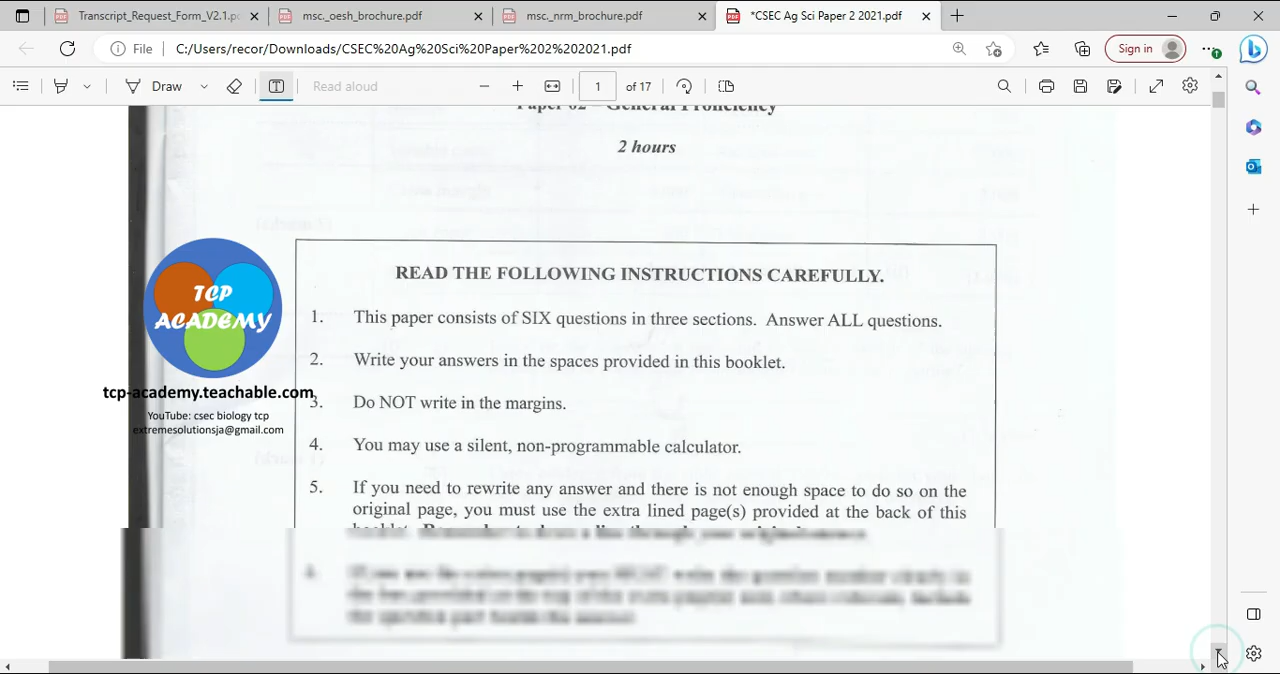 Transcript_Request_Form_V2.1.pd
msc._oesh_brochure.pdf
msc._nrm_brochure.pdf
*CSEC Ag Sci Paper 2 2021.pdf
File
C:/Users/recor/Downloads/CSEC%20Ag%20Sci%20Paper%202%202021.pdf
Sign in
Draw
Read aloud
1 of 17
Paper 02 – General Proficiency
2 hours
READ THE FOLLOWING INSTRUCTIONS CAREFULLY.
1. This paper consists of SIX questions in three sections. Answer ALL questions.
2. Write your answers in the spaces provided in this booklet.
3. Do NOT write in the margins.
4. You may use a silent, non-programmable calculator.
5. If you need to rewrite any answer and there is not enough space to do so on the
original page, you must use the extra lined page(s) provided at the back of this
TCP
ACADEMY
tcp-academy.teachable.com
YouTube: csec biology tcp
extremesolutionsja@gmail.com